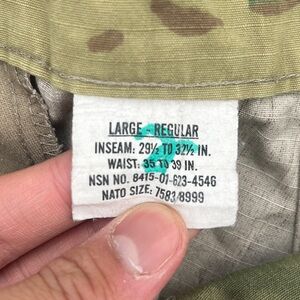 LARGE - REGULAR
INSEAM: 29½ TO 32½ IN.
WAIST: 35 TO 39 IN.
NSN NO. 8415-01-623-4546
NATO SIZE: 7583/8999